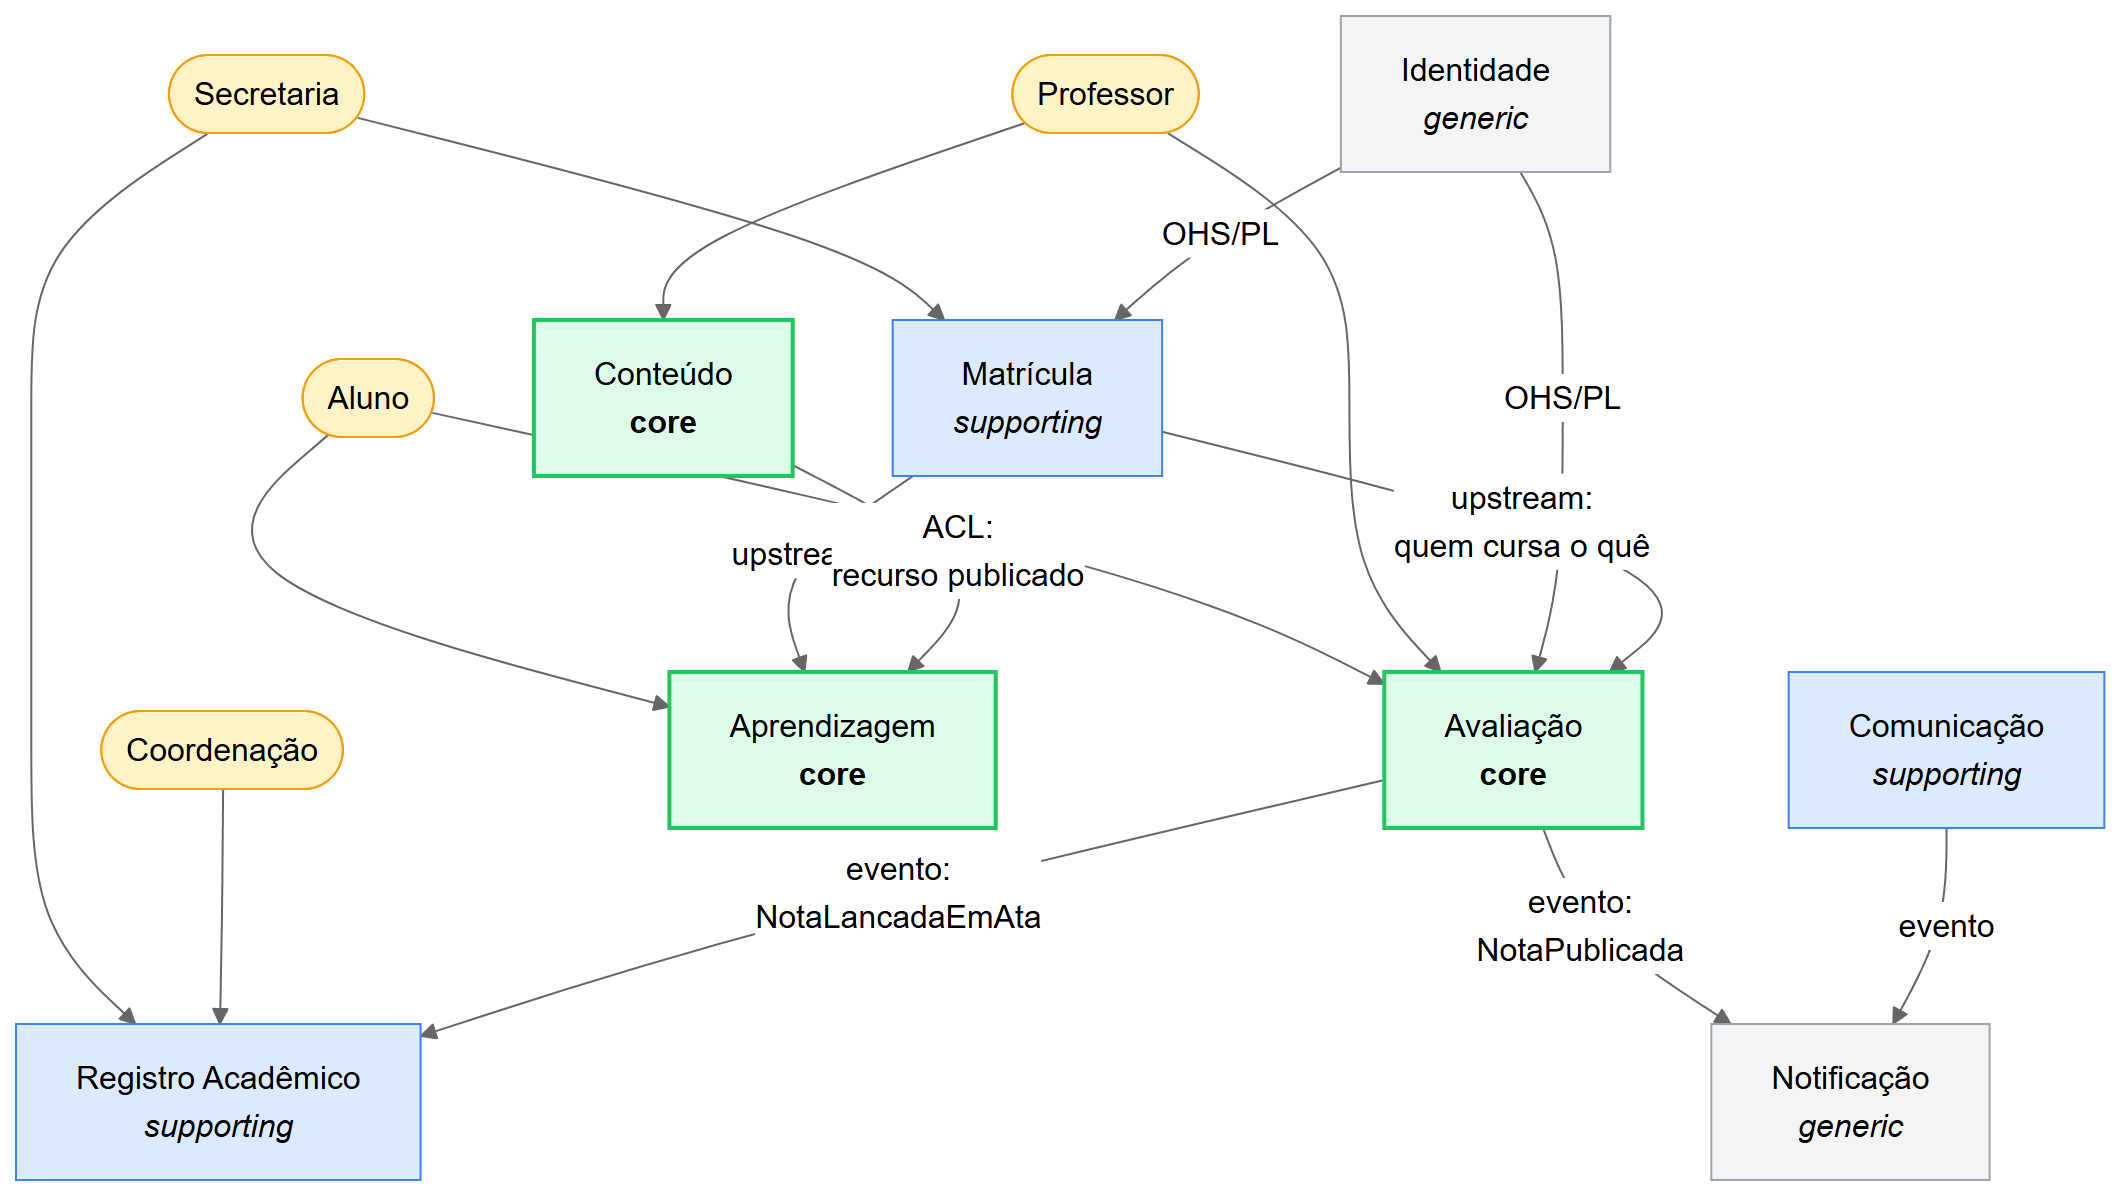 Secretaria
Professor
Identidade
generic
OHS/PL
Aluno
Conteúdo
core
Matrícula
supporting
OHS/PL
ACL:
recurso publicado
upstream:
quem cursa o quê
Coordenação
Aprendizagem
core
Avaliação
core
Comunicação
supporting
evento:
NotaLancadaEmAta
evento:
NotaPublicada
evento
Registro Acadêmico
supporting
Notificação
generic